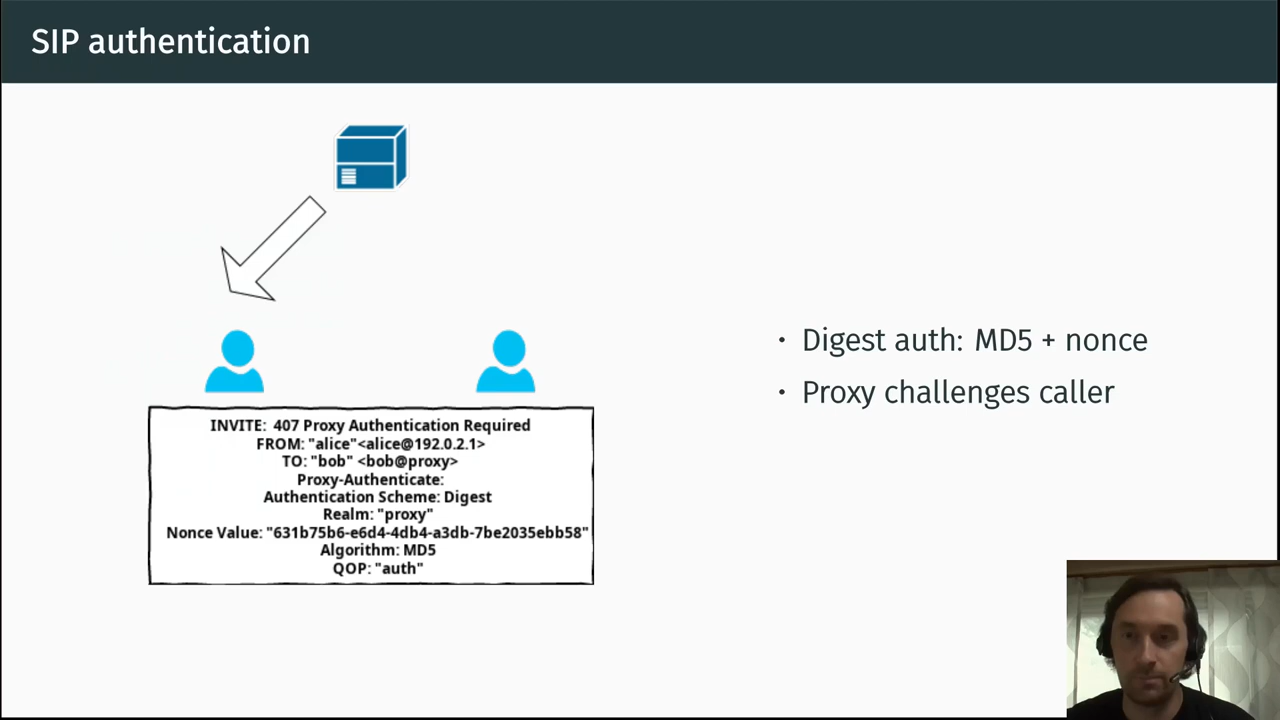 SIP authentication
INVITE: 407 Proxy Authentication Required
FROM: "alice"<alice@192.0.2.1>
TO: "bob" <bob@proxy>
Proxy-Authenticate:
Authentication Scheme: Digest
Realm: "proxy"
Nonce Value: "631b75b6-e6d4-4db4-a3db-7be2035ebb58"
Algorithm: MD5
QOP: "auth"
• Digest auth: MD5 + nonce
• Proxy challenges caller